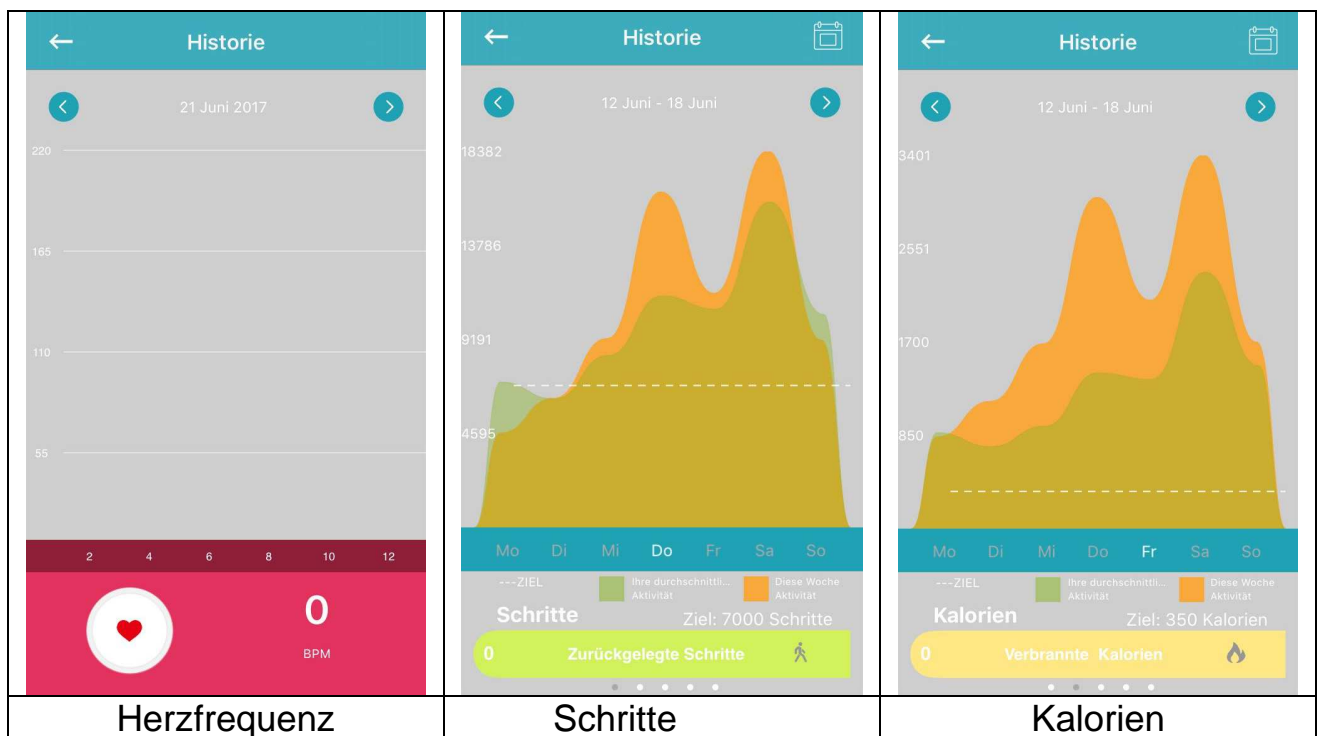 Historie
21 Juni 2017
220
165
110
55
2 4 6 8 10 12
0
BPM
Herzfrequenz
Historie
12 Juni - 18 Juni
18382
13786
9191
4595
Mo Di Mi Do Fr Sa So
---ZIEL
Ihre durchschnittli...
Aktivität
Diese Woche
Aktivität
Schritte
Ziel: 7000 Schritte
0 Zurückgelegte Schritte
Schritte
Historie
12 Juni - 18 Juni
3401
2551
1700
850
Mo Di Mi Do Fr Sa So
---ZIEL
Ihre durchschnittli...
Aktivität
Diese Woche
Aktivität
Kalorien
Ziel: 350 Kalorien
0 Verbrannte Kalorien
Kalorien